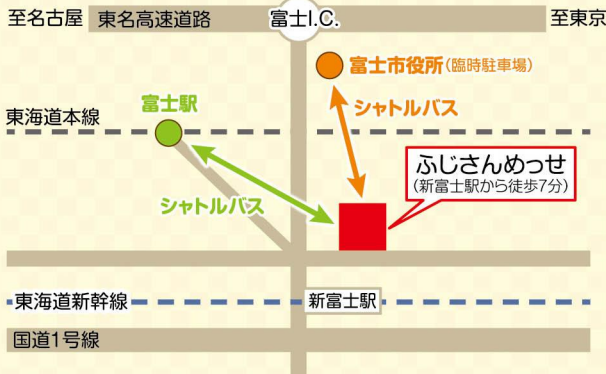 至名古屋
東名高速道路
富士I.C.
至東京
富士市役所(臨時駐車場)
富士駅
シャトルバス
東海道本線
ふじさんめっせ
(新富士駅から徒歩7分)
シャトルバス
東海道新幹線
新富士駅
国道1号線